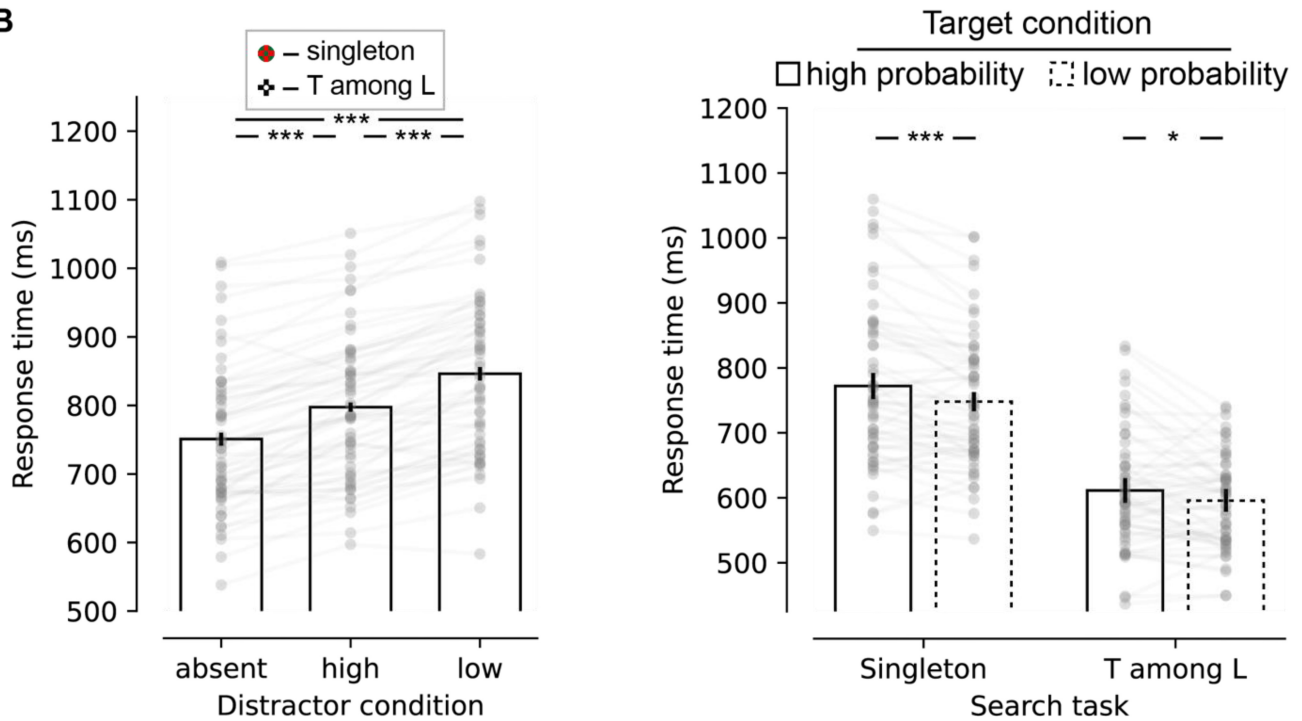 B
– singleton
– T among L
***
*** ***
1200
1100
1000
900
800
700
600
500
Response time (ms)
absent high low
Distractor condition
Target condition
high probability low probability
*** *
1200
1100
1000
900
800
700
600
500
Response time (ms)
Singleton T among L
Search task